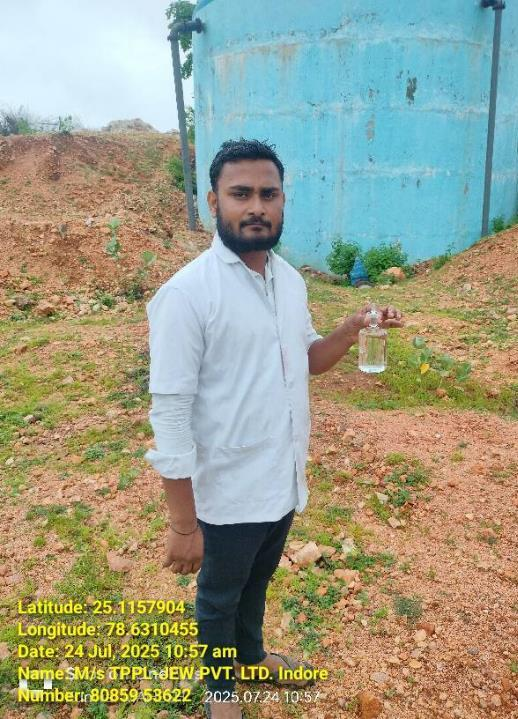 Latitude: 25.1157904
Longitude: 78.6310455
Date: 24 Jul, 2025 10:57 am
Name:M/s TPPL-JEW PVT. LTD. Indore
Number: 80859 53622
2025.07.24 10:57